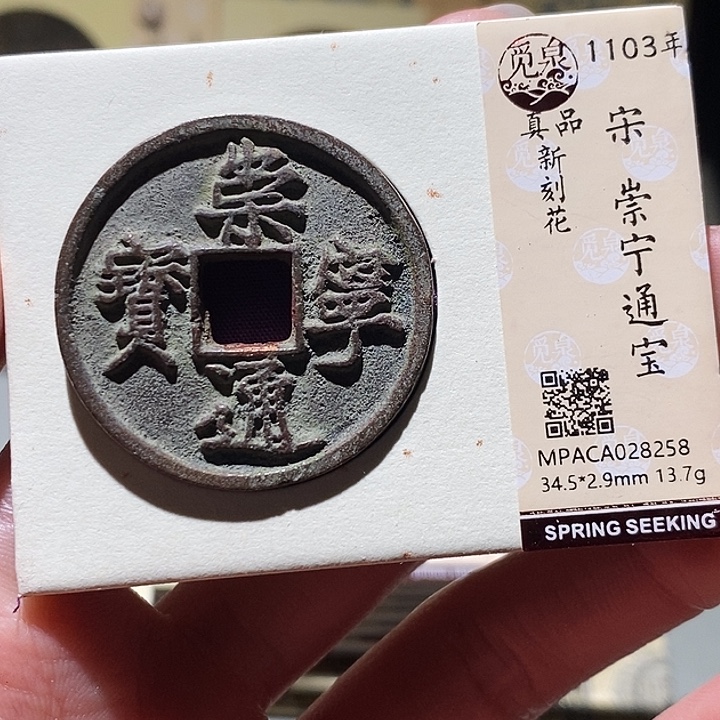 崇
寧
通
寶
觅泉
1103年
真品
新刻花
宋 崇宁通宝
MPACA028258
34.5*2.9mm 13.7g
SPRING SEEKING